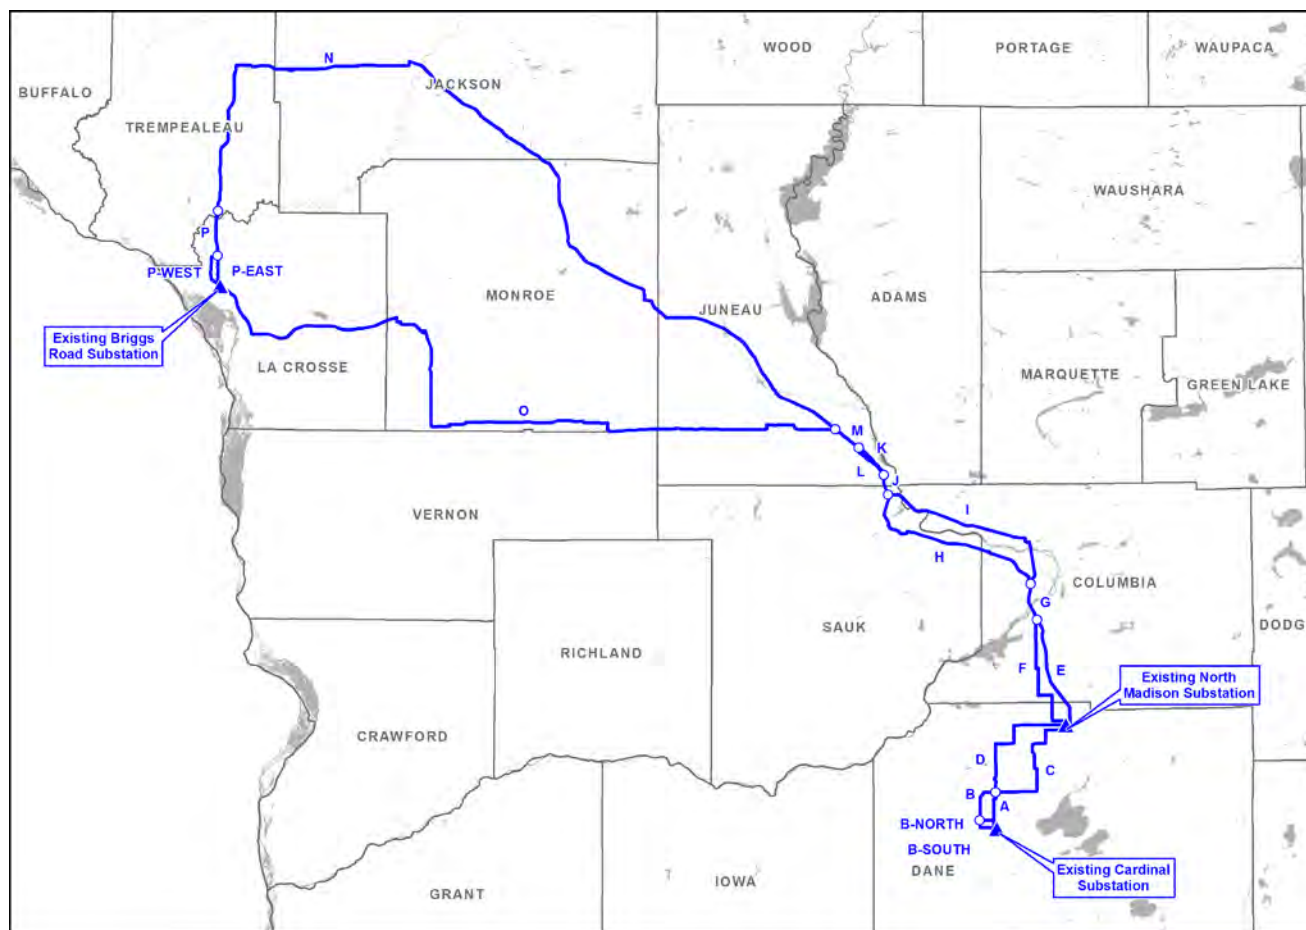 WOOD
PORTAGE
WAUPACA
N
JACKSON
BUFFALO
TREMPEALEAU
WAUSHARA
P
P-WEST
P-EAST
MONROE
JUNEAU
ADAMS
Existing Briggs
Road Substation
LA CROSSE
MARQUETTE
GREEN LAKE
O
M
K
L
J
I
VERNON
H
COLUMBIA
G
SAUK
DODG
RICHLAND
F
E
Existing North
Madison Substation
CRAWFORD
D
C
B
A
B-NORTH
B-SOUTH
DANE
Existing Cardinal
Substation
IOWA
GRANT